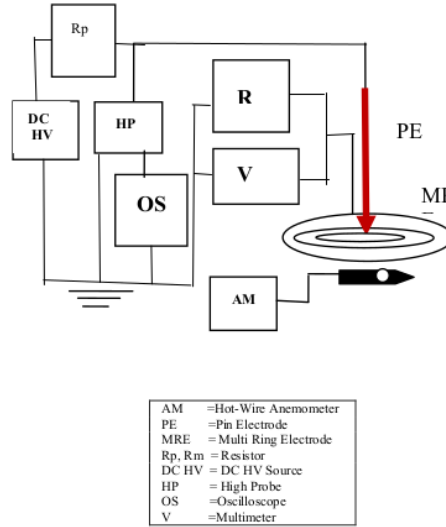 Rp
DC
HV
HP
R
V
OS
PE
AM
AM =Hot-Wire Anemometer
PE =Pin Electrode
MRE = Multi Ring Electrode
Rp, Rm = Resistor
DC HV = DC HV Source
HP = High Probe
OS =Oscilloscope
V =Multimeter